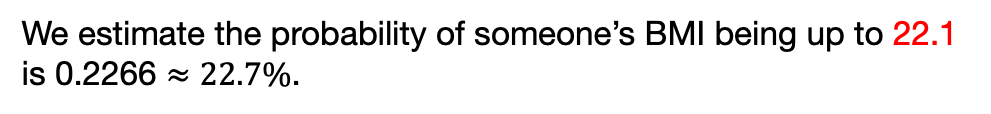 We estimate the probability of someone’s BMI being up to 22.1
is 0.2266 ≈ 22.7%.